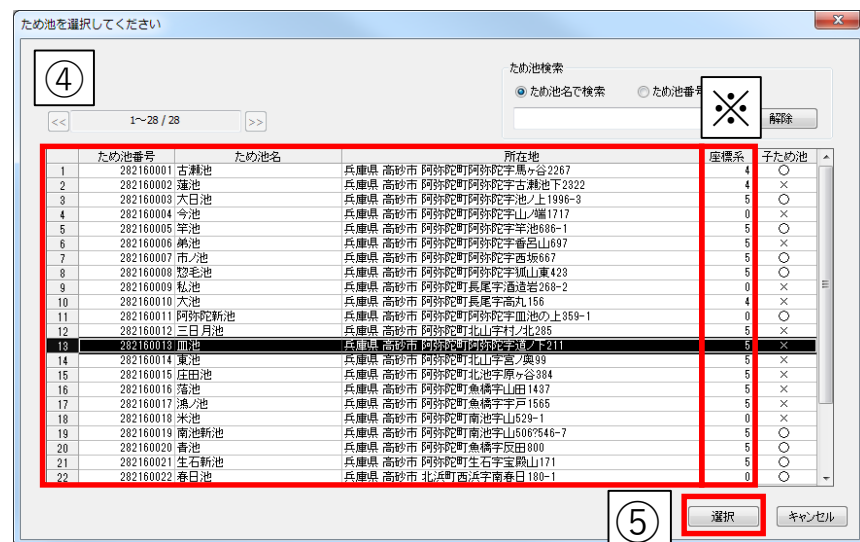 ため池を選択してください
④
ため池検索
ため池名で検索 ため池番号
※
<< 1～28 / 28 >>
解除
ため池番号 ため池名 所在地 座標系 子ため池
1 282160001 古瀬池 兵庫県 高砂市 阿弥陀町阿弥陀字馬ヶ谷2267 4 ○
2 282160002 蓮池 兵庫県 高砂市 阿弥陀町阿弥陀字古瀬池下2322 4 ×
3 282160003 大日池 兵庫県 高砂市 阿弥陀町阿弥陀字池ノ上1996-3 5 ○
4 282160004 今池 兵庫県 高砂市 阿弥陀町阿弥陀字山ノ端1717 0 ×
5 282160005 竿池 兵庫県 高砂市 阿弥陀町阿弥陀字竿池686-1 5 ○
6 282160006 弟池 兵庫県 高砂市 阿弥陀町阿弥陀字香呂山697 5 ×
7 282160007 市ノ池 兵庫県 高砂市 阿弥陀町阿弥陀字西坂667 5 ○
8 282160008 惣毛池 兵庫県 高砂市 阿弥陀町阿弥陀字狐山東423 5 ○
9 282160009 私池 兵庫県 高砂市 阿弥陀町長尾字酒造岩268-2 0 ×
10 282160010 大池 兵庫県 高砂市 阿弥陀町長尾字高丸156 4 ×
11 282160011 阿弥陀新池 兵庫県 高砂市 阿弥陀町阿弥陀字皿池の上359-1 0 ○
12 282160012 三日月池 兵庫県 高砂市 阿弥陀町北山字村ノ北285 5 ×
13 282160013 皿池 兵庫県 高砂市 阿弥陀町阿弥陀字道ノ下211 5 ×
14 282160014 東池 兵庫県 高砂市 阿弥陀町北山字宮ノ奥99 5 ×
15 282160015 庄田池 兵庫県 高砂市 阿弥陀町北池字原ヶ谷384 5 ×
16 282160016 落池 兵庫県 高砂市 阿弥陀町魚橋字山田1437 5 ×
17 282160017 鴻ノ池 兵庫県 高砂市 阿弥陀町魚橋字宇戸1565 5 ×
18 282160018 米池 兵庫県 高砂市 阿弥陀町南池字山529-1 0 ×
19 282160019 南池新池 兵庫県 高砂市 阿弥陀町南池字山506?546-7 5 ○
20 282160020 青池 兵庫県 高砂市 阿弥陀町魚橋字反田800 5 ○
21 282160021 生石新池 兵庫県 高砂市 阿弥陀町生石字宝殿山171 5 ○
22 282160022 春日池 兵庫県 高砂市 北浜町西浜字南春日180-1 0 ○
⑤
選択 キャンセル